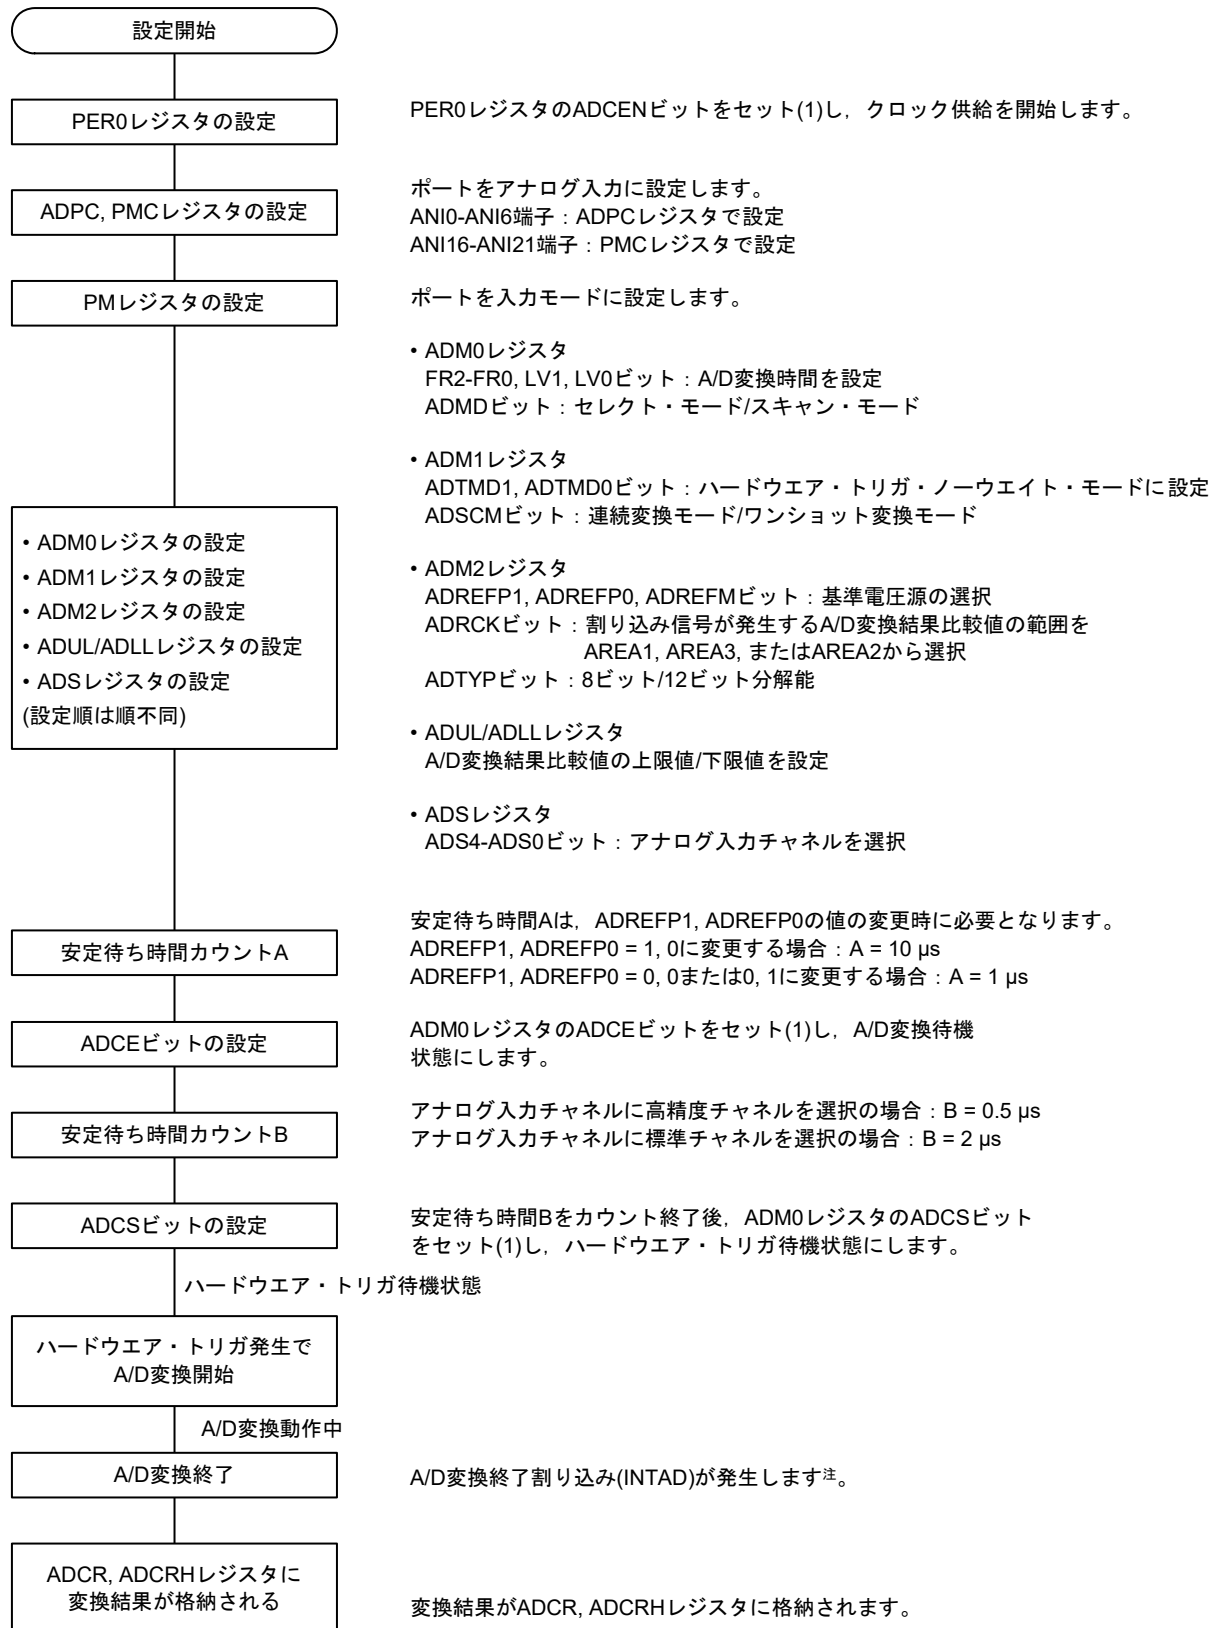 設定開始
PER0レジスタの設定
PER0レジスタのADCENビットをセット(1)し，クロック供給を開始します。
ADPC, PMCレジスタの設定
ポートをアナログ入力に設定します。
ANI0-ANI6端子：ADPCレジスタで設定
ANI16-ANI21端子：PMCレジスタで設定
PMレジスタの設定
ポートを入力モードに設定します。
• ADM0レジスタの設定
• ADM1レジスタの設定
• ADM2レジスタの設定
• ADUL/ADLLレジスタの設定
• ADSレジスタの設定
(設定順は順不同)
• ADM0レジスタ
FR2-FR0, LV1, LV0ビット：A/D変換時間を設定
ADMDビット：セレクト・モード/スキャン・モード
• ADM1レジスタ
ADTMD1, ADTMD0ビット：ハードウエア・トリガ・ノーウエイト・モードに設定
ADSCMビット：連続変換モード/ワンショット変換モード
• ADM2レジスタ
ADREFP1, ADREFP0, ADREFMビット：基準電圧源の選択
ADRCKビット：割り込み信号が発生するA/D変換結果比較値の範囲を
AREA1, AREA3, またはAREA2から選択
ADTYPビット：8ビット/12ビット分解能
• ADUL/ADLLレジスタ
A/D変換結果比較値の上限値/下限値を設定
• ADSレジスタ
ADS4-ADS0ビット：アナログ入力チャネルを選択
安定待ち時間カウントA
安定待ち時間Aは，ADREFP1, ADREFP0の値の変更時に必要となります。
ADREFP1, ADREFP0 = 1, 0に変更する場合：A = 10 µs
ADREFP1, ADREFP0 = 0, 0または0, 1に変更する場合：A = 1 µs
ADCEビットの設定
ADM0レジスタのADCEビットをセット(1)し，A/D変換待機
状態にします。
安定待ち時間カウントB
アナログ入力チャネルに高精度チャネルを選択の場合：B = 0.5 µs
アナログ入力チャネルに標準チャネルを選択の場合：B = 2 µs
ADCSビットの設定
安定待ち時間Bをカウント終了後，ADM0レジスタのADCSビット
をセット(1)し，ハードウエア・トリガ待機状態にします。
ハードウエア・トリガ待機状態
ハードウエア・トリガ発生で
A/D変換開始
A/D変換動作中
A/D変換終了
A/D変換終了割り込み(INTAD)が発生します注。
ADCR, ADCRHレジスタに
変換結果が格納される
変換結果がADCR, ADCRHレジスタに格納されます。